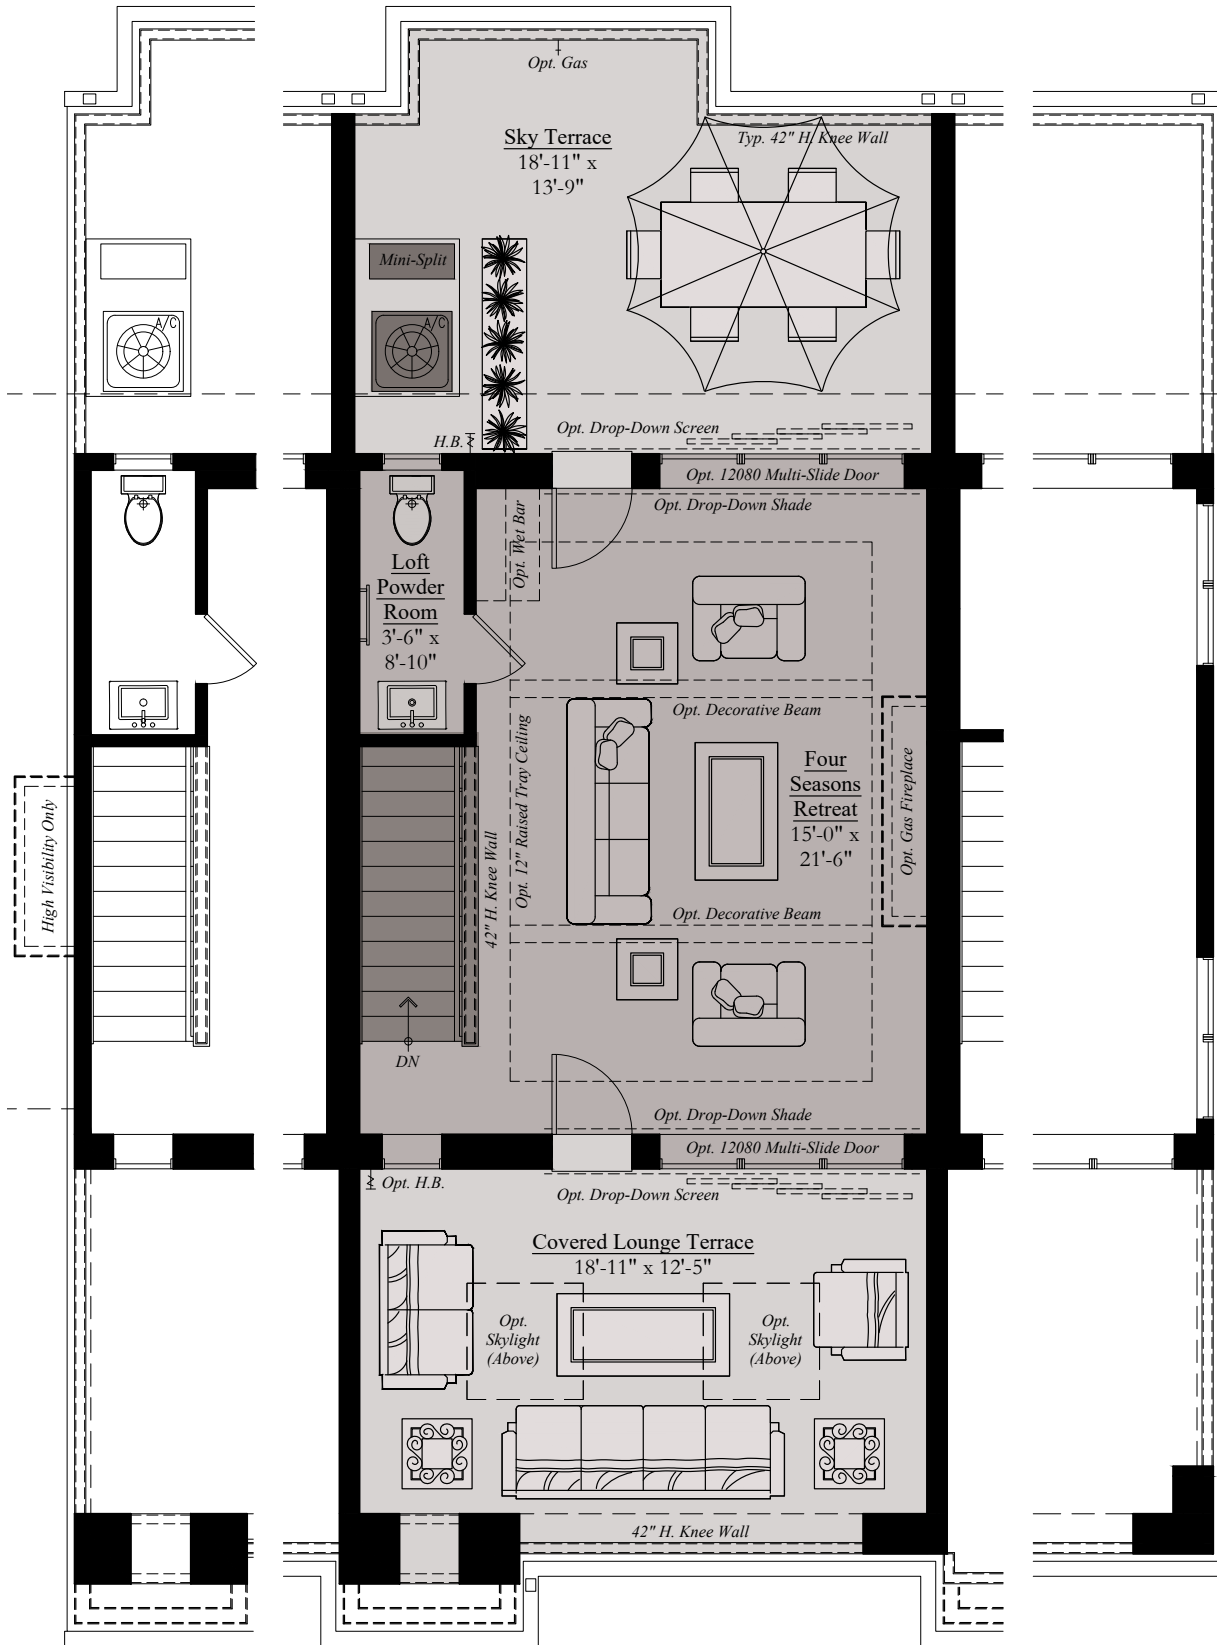 Opt. Gas
Sky Terrace
18'-11" x
13'-9"
Typ. 42" H. Knee Wall
Mini-Split
A/C
A/C
H.B.
Opt. Drop-Down Screen
Opt. 12080 Multi-Slide Door
Opt. Drop-Down Shade
Opt. Wet Bar
Loft
Powder
Room
3'-6" x
8'-10"
Opt. Decorative Beam
Opt. 12" Raised Tray Ceiling
Four
Seasons
Retreat
15'-0" x
21'-6"
Opt. Gas Fireplace
High Visibility Only
42" H. Knee Wall
Opt. Decorative Beam
DN
Opt. Drop-Down Shade
Opt. 12080 Multi-Slide Door
Opt. H.B.
Opt. Drop-Down Screen
Covered Lounge Terrace
18'-11" x 12'-5"
Opt.
Skylight
(Above)
Opt.
Skylight
(Above)
42" H. Knee Wall